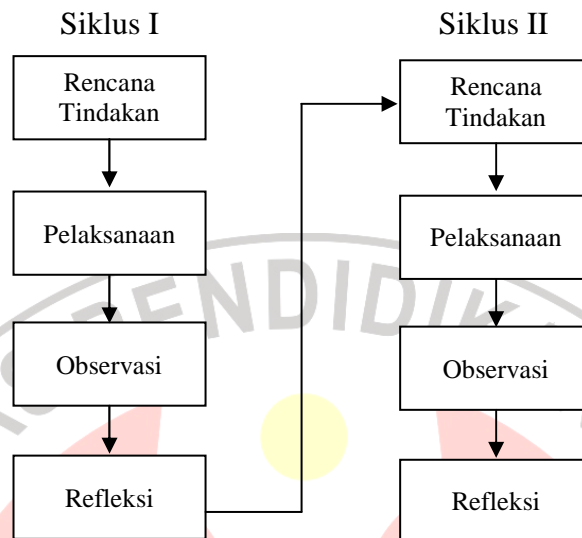 Siklus I
Rencana
Tindakan
Pelaksanaan
Observasi
Refleksi
Siklus II
Rencana
Tindakan
Pelaksanaan
Observasi
Refleksi